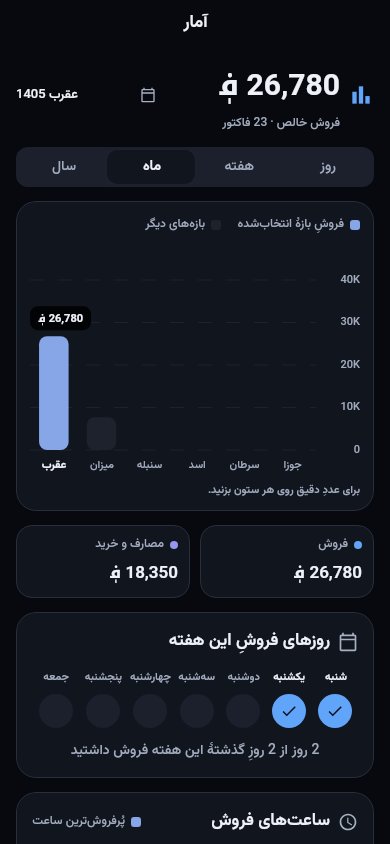 آمار
26,780 ؋
عقرب 1405
فروش خالص · 23 فاکتور
روز
هفته
ماه
سال
فروشِ بازهٔ انتخاب‌شده
بازه‌های دیگر
40K
30K
26,780 ؋
20K
10K
0
جوزا
سرطان
اسد
سنبله
میزان
عقرب
برای عددِ دقیق روی هر ستون بزنید.
فروش
26,780 ؋
مصارف و خرید
18,350 ؋
روزهای فروشِ این هفته
شنبه
یکشنبه
دوشنبه
سه‌شنبه
چهارشنبه
پنجشنبه
جمعه
2 روز از 2 روزِ گذشتهٔ این هفته فروش داشتید
ساعت‌های فروش
پُرفروش‌ترین ساعت